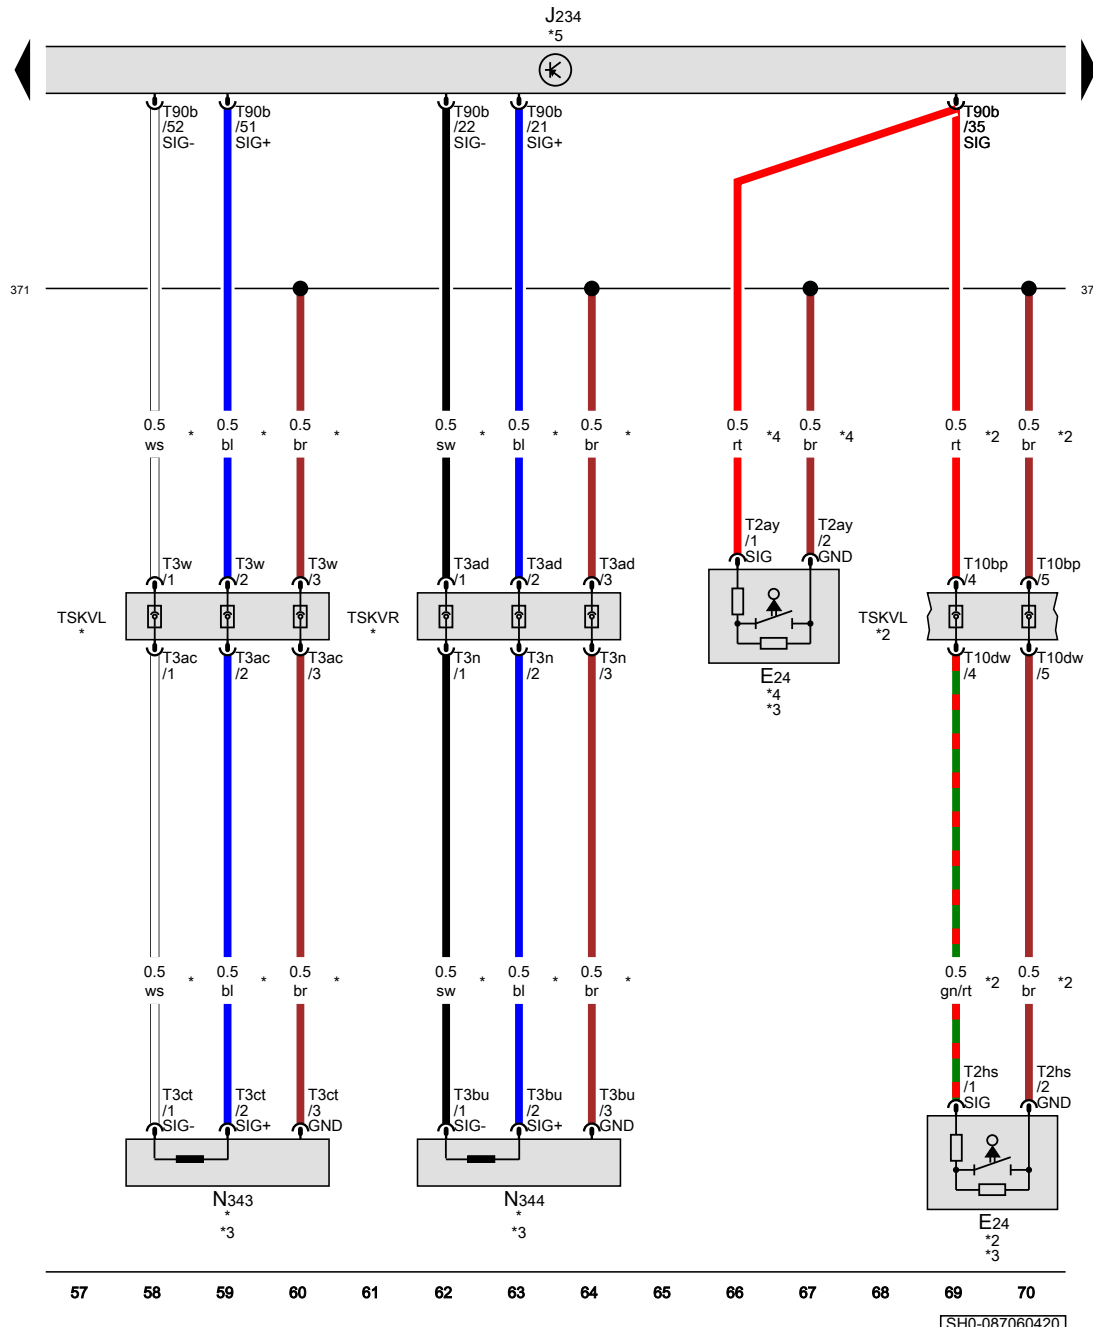 J234
*5
T90b T90b T90b T90b T90b
/52 /51 /22 /21 /35
SIG- SIG+ SIG- SIG+ SIG
371 37
0.5 0.5 0.5 0.5 0.5 0.5 0.5 0.5 0.5 0.5
* * * * * * *4 *4 *2 *2
ws bl br sw bl br rt br rt br
T2ay T2ay
/1 /2
SIG GND
T3w T3w T3w T3ad T3ad T3ad T10bp T10bp
/1 /2 /3 /1 /2 /3 /4 /5
TSKVL TSKVR TSKVL
* * *2
T3ac T3ac T3ac T3n T3n T3n T10dw T10dw
/1 /2 /3 /1 /2 /3 /4 /5
E24
*4
*3
0.5 0.5 0.5 0.5 0.5 0.5 0.5 0.5
* * * * * * *2 *2
ws bl br sw bl br gn/rt br
T2hs T2hs
/1 /2
SIG GND
T3ct T3ct T3ct T3bu T3bu T3bu
/1 /2 /3 /1 /2 /3
SIG- SIG+ GND SIG- SIG+ GND
N343 N344
* *
*3 *3
E24
*2
*3
57 58 59 60 61 62 63 64 65 66 67 68 69 70
SH0-087060420